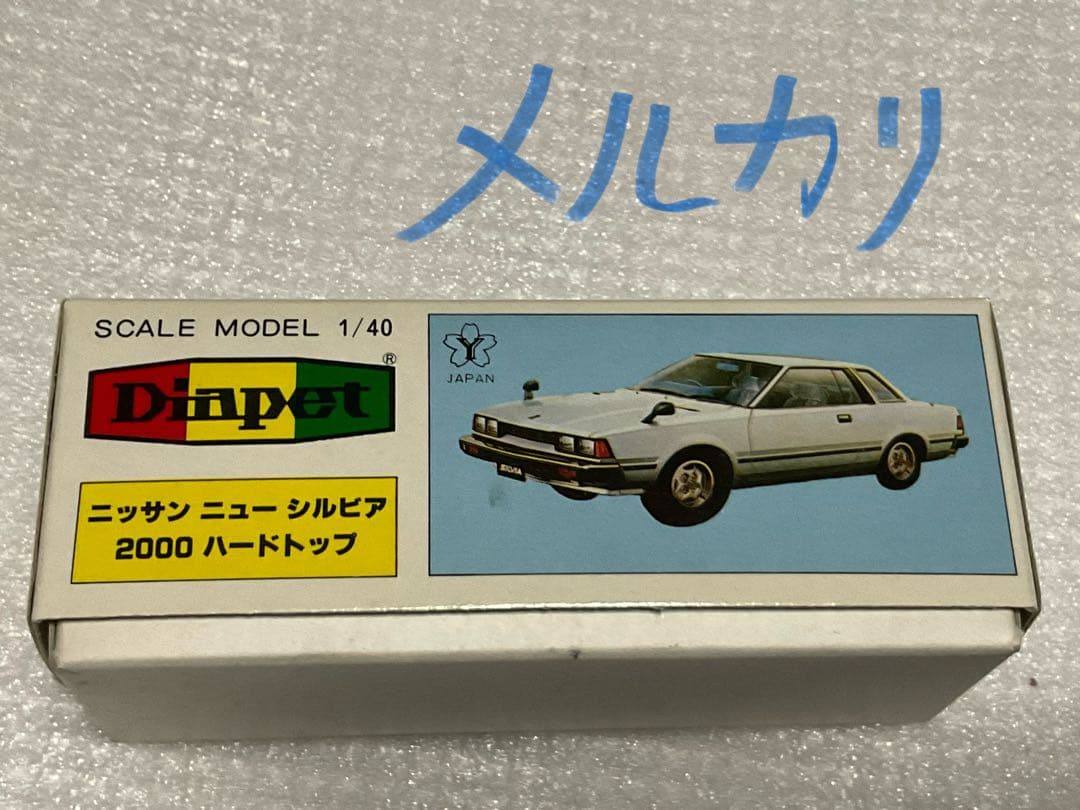 メルカリ
SCALE MODEL 1/40
Diapet®
ニッサン ニュー シルビア
2000 ハードトップ
Y
JAPAN
SILVIA